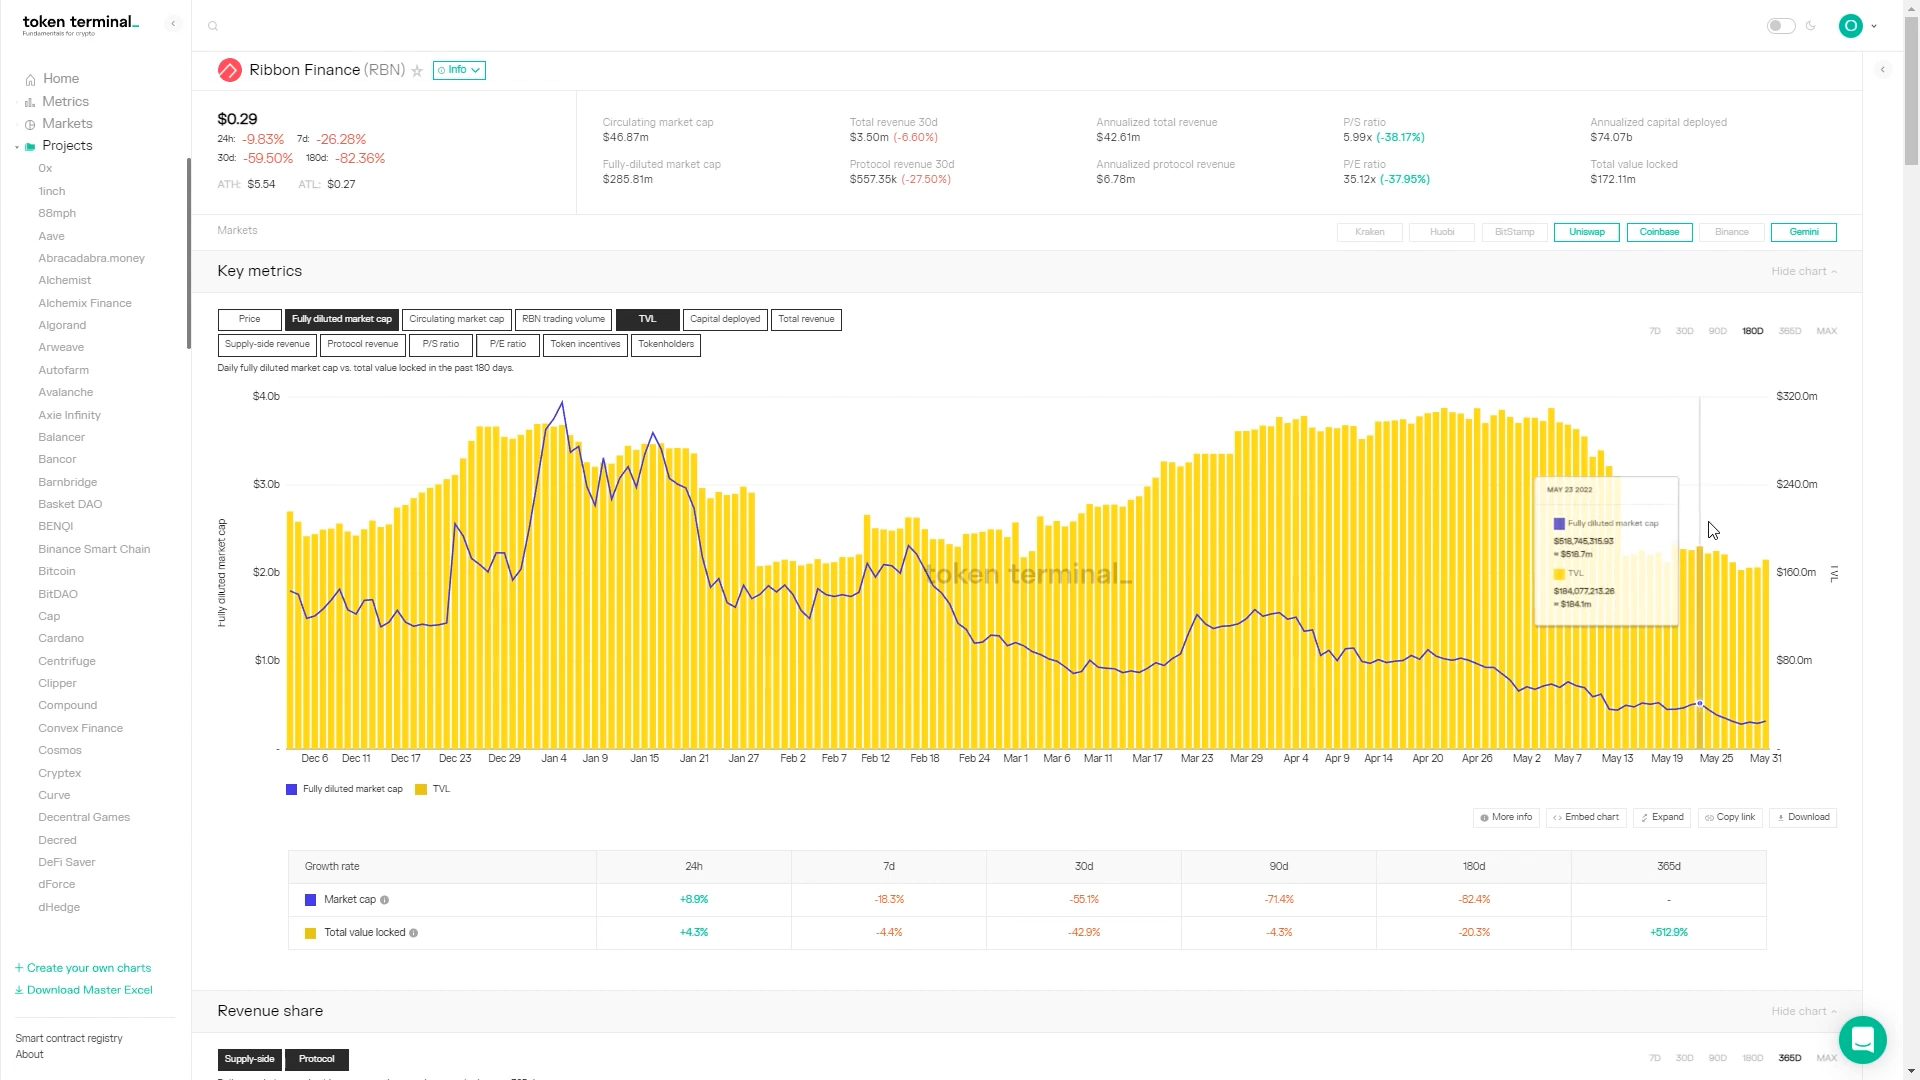 token terminal_
Fundamentals for crypto
Home
Metrics
Markets
Projects
0x
1inch
88mph
Aave
Abracadabra.money
Alchemist
Alchemix Finance
Algorand
Arweave
Autofarm
Avalanche
Axie Infinity
Balancer
Bancor
Barnbridge
Basket DAO
BENQI
Binance Smart Chain
Bitcoin
BitDAO
Cap
Cardano
Centrifuge
Clipper
Compound
Convex Finance
Cosmos
Cryptex
Curve
Decentral Games
Decred
DeFi Saver
dForce
dHedge
+ Create your own charts
Download Master Excel
Smart contract registry
About
O
Ribbon Finance (RBN) Info
$0.29
24h: -9.83% 7d: -26.28%
30d: -59.50% 180d: -82.36%
ATH: $5.54 ATL: $0.27
Circulating market cap
$46.87m
Fully-diluted market cap
$285.81m
Total revenue 30d
$3.50m (-6.60%)
Protocol revenue 30d
$557.35k (-27.50%)
Annualized total revenue
$42.61m
Annualized protocol revenue
$6.78m
P/S ratio
5.99x (-38.17%)
P/E ratio
35.12x (-37.95%)
Annualized capital deployed
$74.07b
Total value locked
$172.11m
Markets Kraken Huobi BitStamp Uniswap Coinbase Binance Gemini
Key metrics Hide chart
Price Fully diluted market cap Circulating market cap RBN trading volume TVL Capital deployed Total revenue
Supply-side revenue Protocol revenue P/S ratio P/E ratio Token incentives Tokenholders
7D 30D 90D 180D 365D MAX
Daily fully diluted market cap vs. total value locked in the past 180 days.
$4.0b $320.0m
$3.0b $240.0m
$2.0b $160.0m
$1.0b $80.0m
- -
Fully diluted market cap
TVL
token terminal_
MAY 23 2022
Fully diluted market cap
$518,745,315.93
≈ $518.7m
TVL
$184,077,213.26
≈ $184.1m
Dec 6 Dec 11 Dec 17 Dec 23 Dec 29 Jan 4 Jan 9 Jan 15 Jan 21 Jan 27 Feb 2 Feb 7 Feb 12 Feb 18 Feb 24 Mar 1 Mar 6 Mar 11 Mar 17 Mar 23 Mar 29 Apr 4 Apr 9 Apr 14 Apr 20 Apr 26 May 2 May 7 May 13 May 19 May 25 May 31
Fully diluted market cap TVL
More info Embed chart Expand Copy link Download
Growth rate 24h 7d 30d 90d 180d 365d
Market cap +8.9% -18.3% -55.1% -71.4% -82.4% -
Total value locked +4.3% -4.4% -42.9% -4.3% -20.3% +512.9%
Revenue share Hide chart
Supply-side Protocol
7D 30D 90D 180D 365D MAX